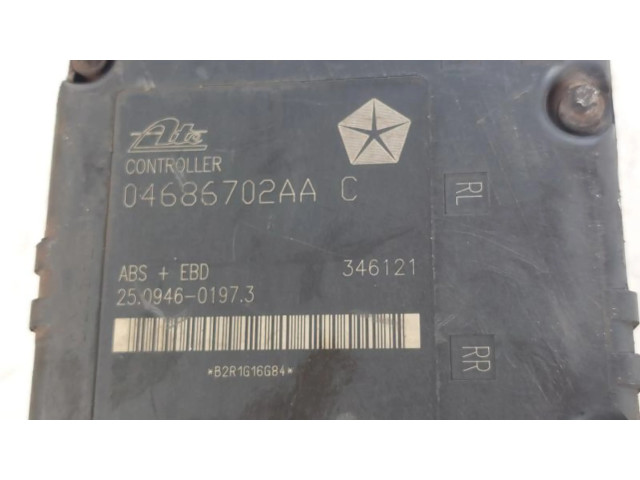 Ate
CONTROLLER
04686702AA C
ABS + EBD 346121
25.0946-0197.3
*B2R1G16G84*
RL
RR